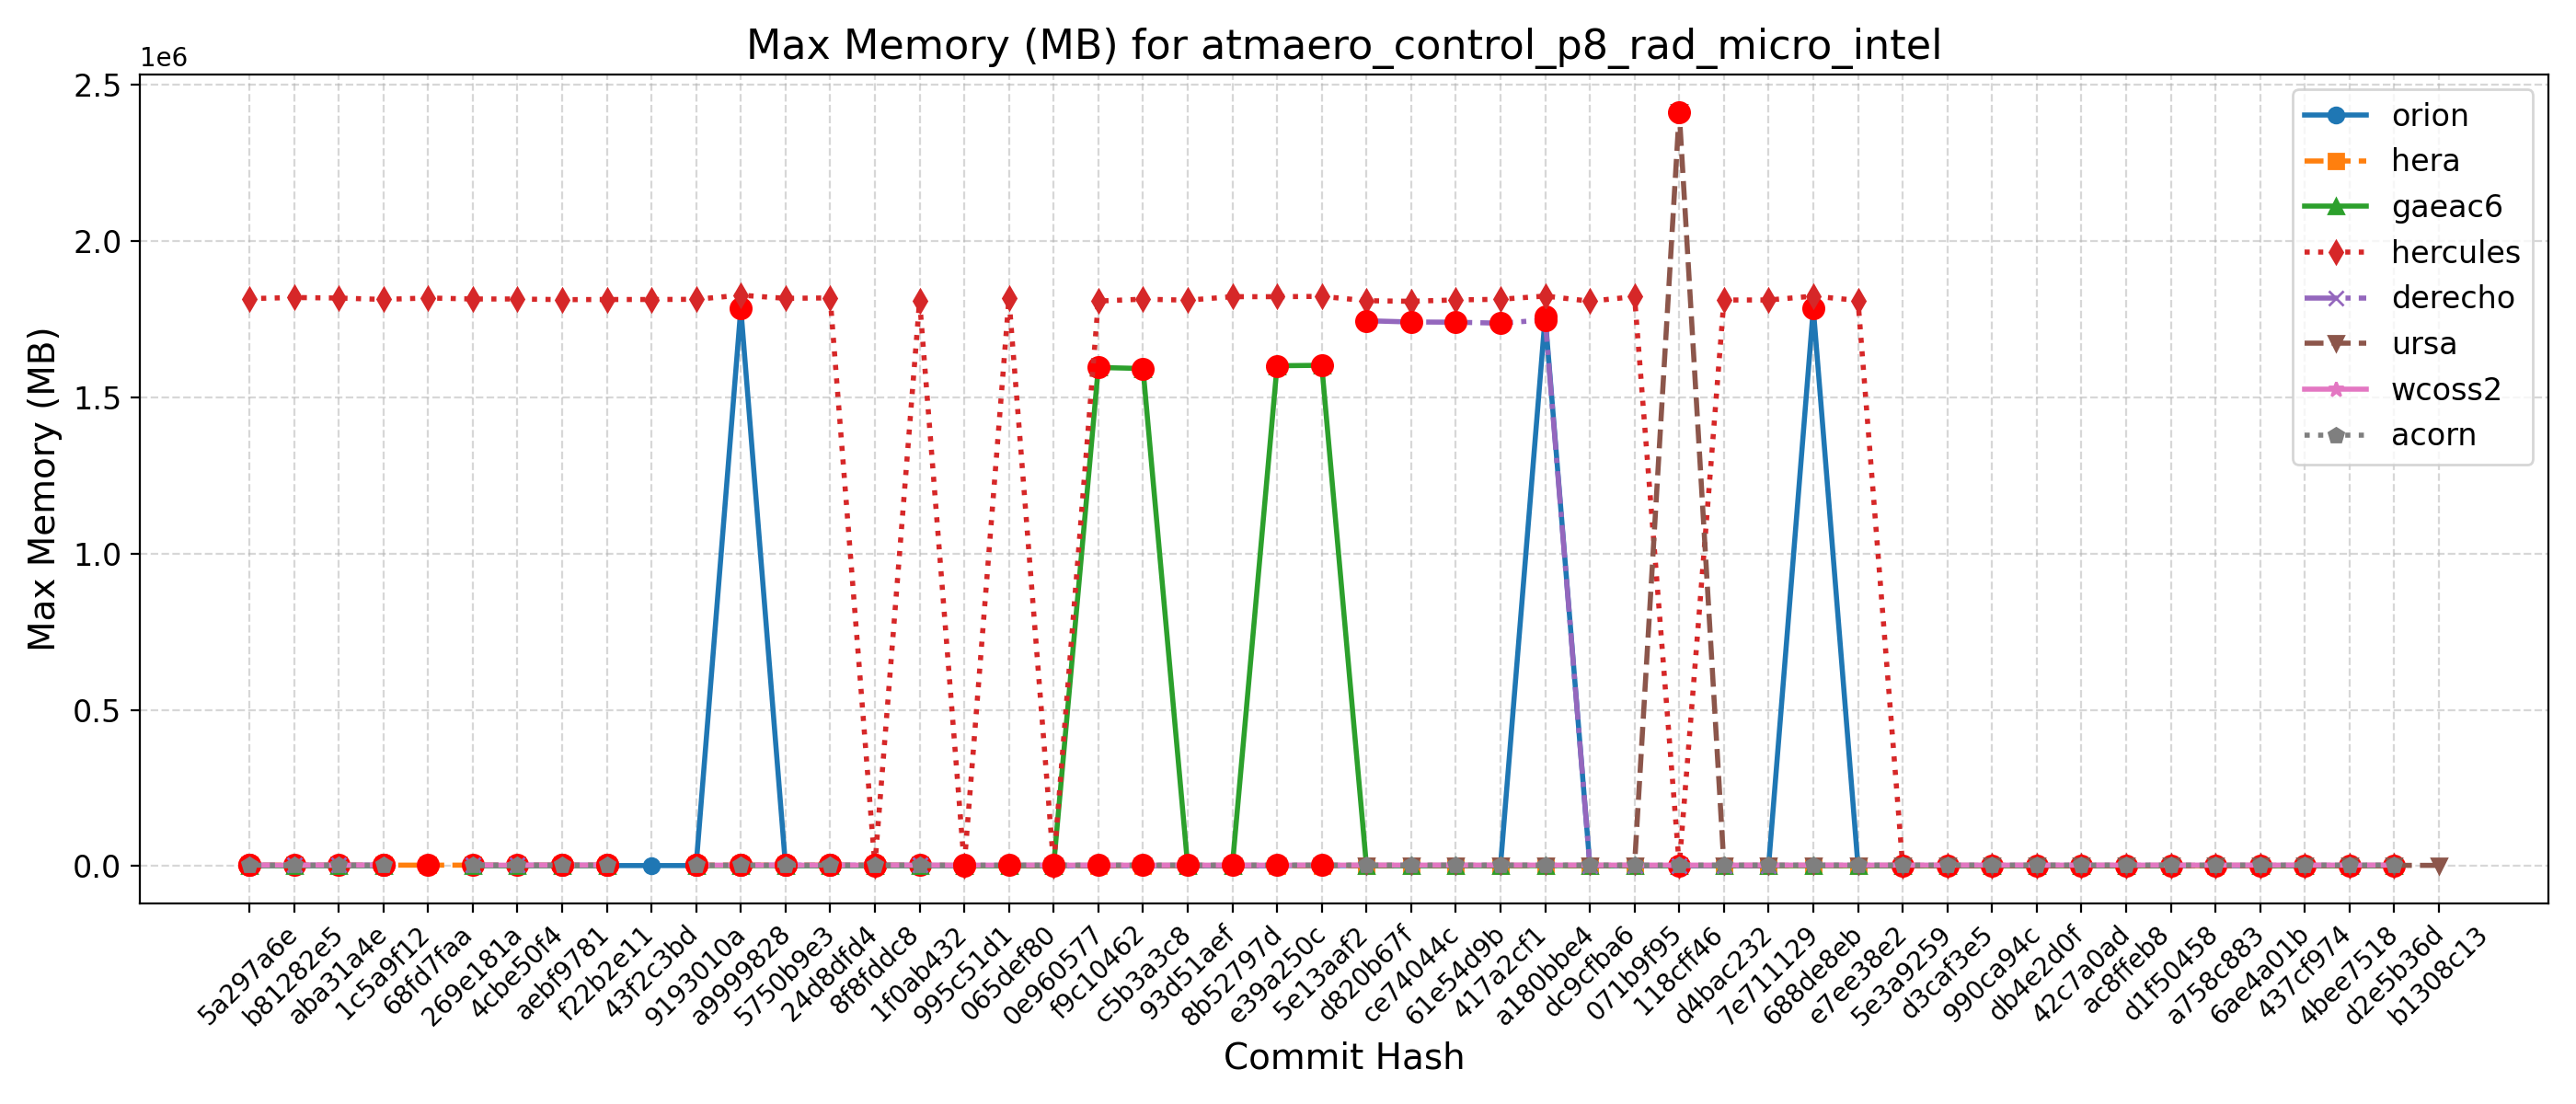 Max Memory (MB) for atmaero_control_p8_rad_micro_intel
1e6
2.5
2.0
1.5
1.0
0.5
0.0
Max Memory (MB)
orion
hera
gaeac6
hercules
derecho
ursa
wcoss2
acorn
5a297a6e
b81282e5
aba31a4e
1c5a9f12
68fd7faa
269e181a
4cbe50f4
aebf9781
f22b2e11
43f2c3bd
9193010a
a9999828
5750b9e3
24d8dfd4
8f8fddc8
1f0ab432
995c51d1
065def80
0e960577
f9c10462
c5b3a3c8
93d51aef
8b52797d
e39a250c
5e13aaf2
d820b67f
ce74044c
61e54d9b
417a2cf1
a180bbe4
dc9cfba6
071b9f95
118cff46
d4bac232
7e711129
688de8eb
e7ee38e2
5e3a9259
d3caf3e5
990ca94c
db4e2d0f
42c7a0ad
ac8ffeb8
d1f50458
a758c883
6ae4a01b
437cf974
4bee7518
d2e5b36d
b1308c13
Commit Hash